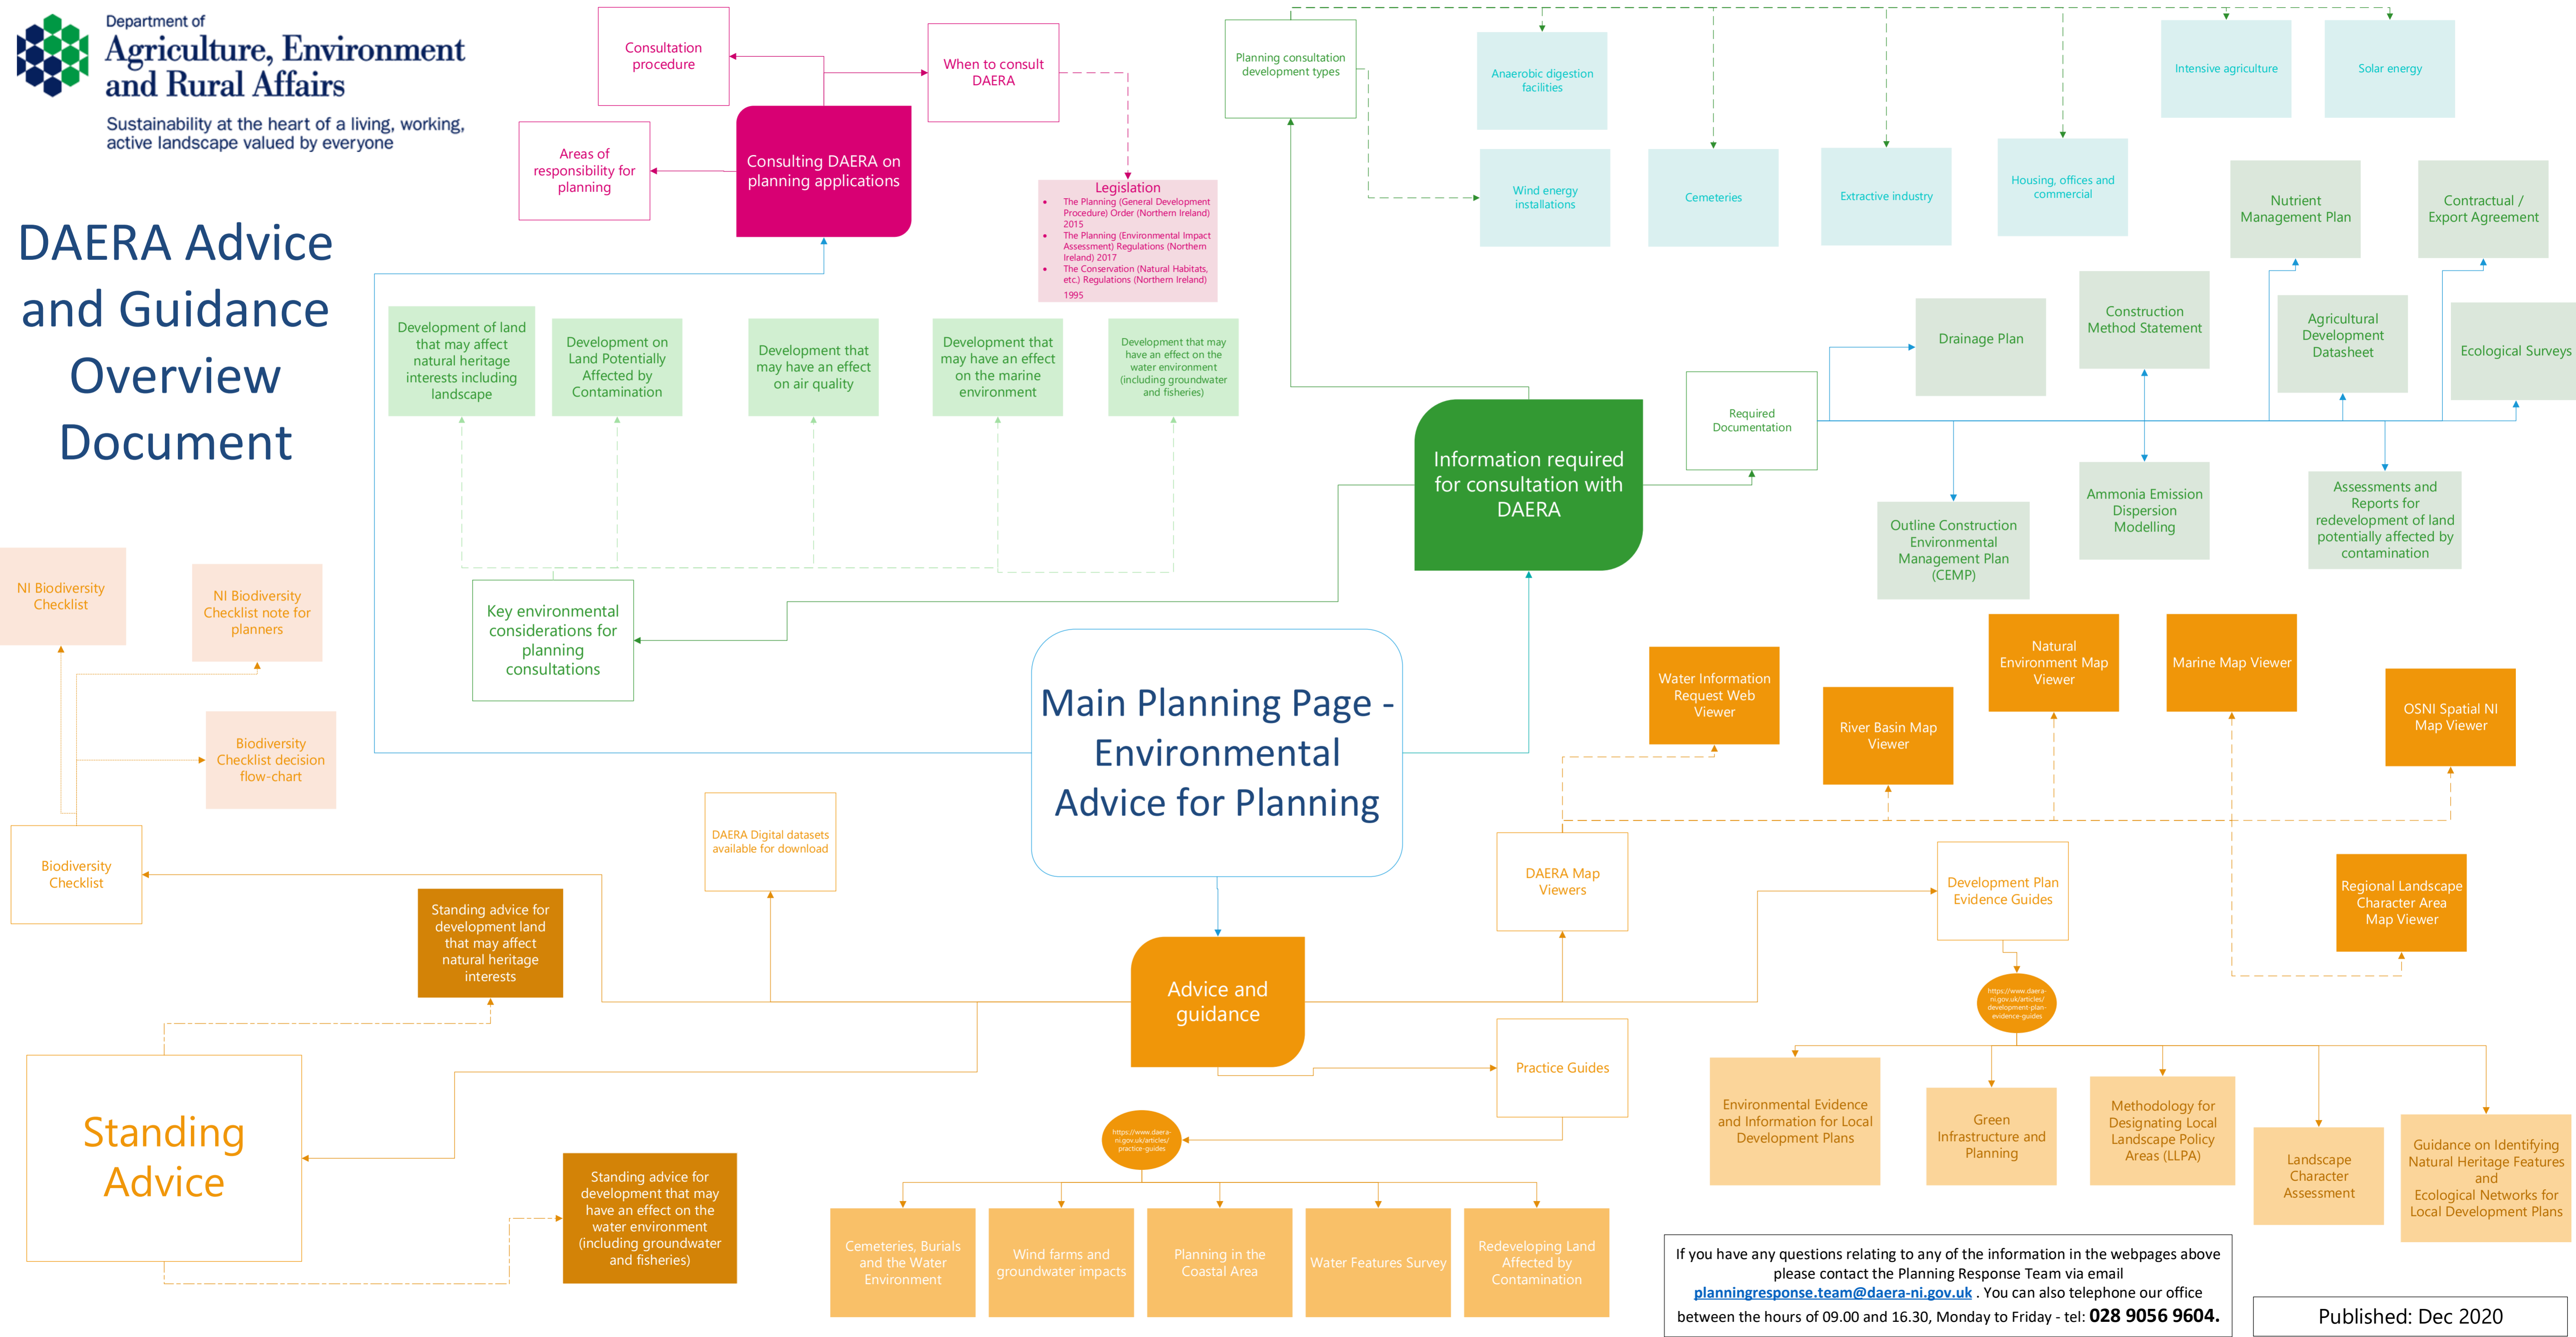 Department of
Agriculture, Environment
and Rural Affairs
Sustainability at the heart of a living, working,
active landscape valued by everyone
DAERA Advice
and Guidance
Overview
Document
Consultation
procedure
When to consult
DAERA
Areas of
responsibility for
planning
Consulting DAERA on
planning applications
Legislation
• The Planning (General Development
Procedure) Order (Northern Ireland)
2015
• The Planning (Environmental Impact
Assessment) Regulations (Northern
Ireland) 2017
• The Conservation (Natural Habitats,
etc.) Regulations (Northern Ireland)
1995
Planning consultation
development types
Anaerobic digestion
facilities
Intensive agriculture
Solar energy
Wind energy
installations
Cemeteries
Extractive industry
Housing, offices and
commercial
Nutrient
Management Plan
Contractual /
Export Agreement
Drainage Plan
Construction
Method Statement
Agricultural
Development
Datasheet
Ecological Surveys
Required
Documentation
Outline Construction
Environmental
Management Plan
(CEMP)
Ammonia Emission
Dispersion
Modelling
Assessments and
Reports for
redevelopment of land
potentially affected by
contamination
Information required
for consultation with
DAERA
Development of land
that may affect
natural heritage
interests including
landscape
Development on
Land Potentially
Affected by
Contamination
Development that
may have an effect
on air quality
Development that
may have an effect
on the marine
environment
Development that may
have an effect on the
water environment
(including groundwater
and fisheries)
Key environmental
considerations for
planning
consultations
NI Biodiversity
Checklist
NI Biodiversity
Checklist note for
planners
Biodiversity
Checklist decision
flow-chart
Biodiversity
Checklist
Main Planning Page -
Environmental
Advice for Planning
DAERA Digital datasets
available for download
Water Information
Request Web
Viewer
River Basin Map
Viewer
Natural
Environment Map
Viewer
Marine Map Viewer
OSNI Spatial NI
Map Viewer
DAERA Map
Viewers
Development Plan
Evidence Guides
Regional Landscape
Character Area
Map Viewer
Standing advice for
development land
that may affect
natural heritage
interests
Advice and
guidance
https://www.daera-
ni.gov.uk/articles/
development-plan-
evidence-guides
Practice Guides
Standing
Advice
https://www.daera-
ni.gov.uk/articles/
practice-guides
Environmental Evidence
and Information for Local
Development Plans
Green
Infrastructure and
Planning
Methodology for
Designating Local
Landscape Policy
Areas (LLPA)
Landscape
Character
Assessment
Guidance on Identifying
Natural Heritage Features
and
Ecological Networks for
Local Development Plans
Standing advice for
development that may
have an effect on the
water environment
(including groundwater
and fisheries)
Cemeteries, Burials
and the Water
Environment
Wind farms and
groundwater impacts
Planning in the
Coastal Area
Water Features Survey
Redeveloping Land
Affected by
Contamination
If you have any questions relating to any of the information in the webpages above
please contact the Planning Response Team via email
planningresponse.team@daera-ni.gov.uk . You can also telephone our office
between the hours of 09.00 and 16.30, Monday to Friday - tel: 028 9056 9604.
Published: Dec 2020